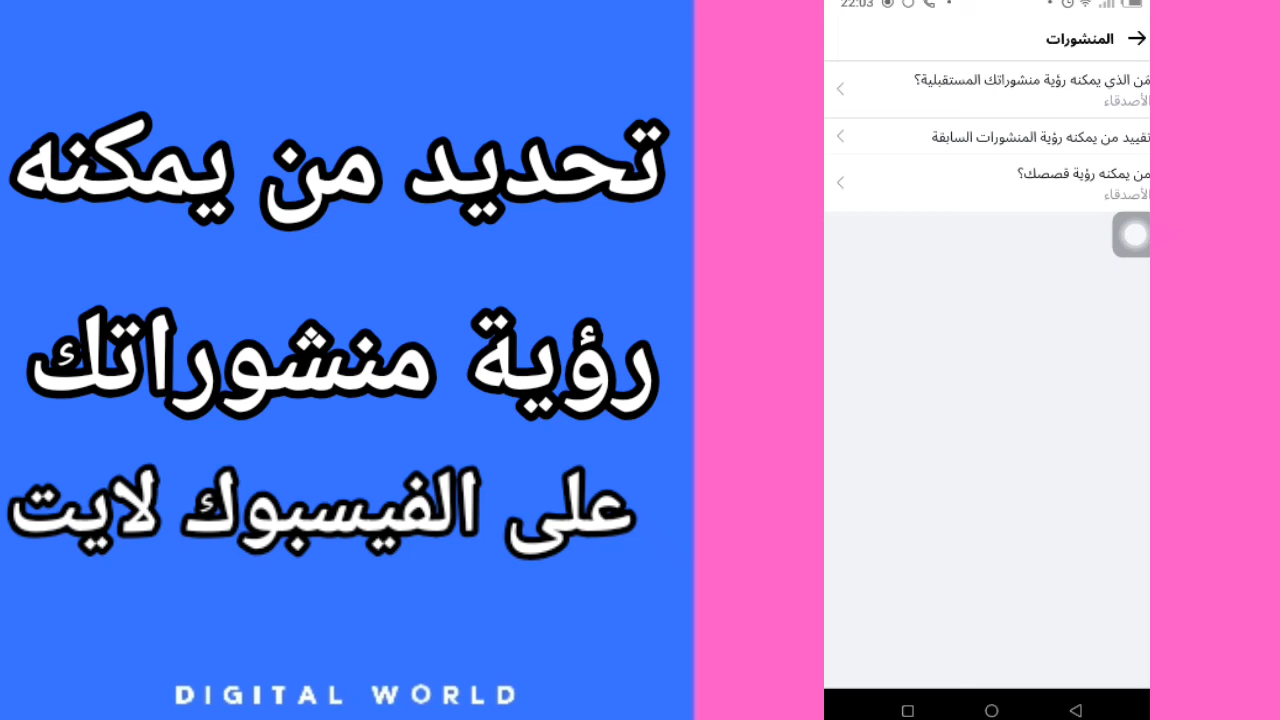 تحديد من يمكنه
رؤية منشوراتك
على الفيسبوك لايت
DIGITAL WORLD
22:03
المنشورات
مَن الذي يمكنه رؤية منشوراتك المستقبلية؟
الأصدقاء
تقييد من يمكنه رؤية المنشورات السابقة
من يمكنه رؤية قصصك؟
الأصدقاء